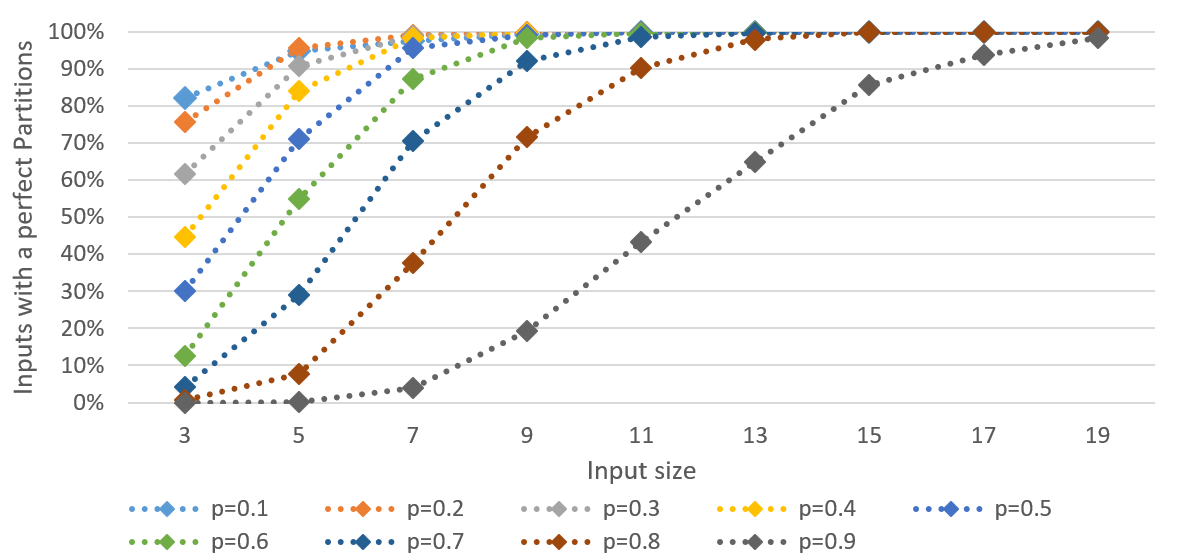 100%
90%
80%
70%
60%
50%
40%
30%
20%
10%
0%
Inputs with a perfect Partitions
3 5 7 9 11 13 15 17 19
Input size
p=0.1 p=0.2 p=0.3 p=0.4 p=0.5
p=0.6 p=0.7 p=0.8 p=0.9